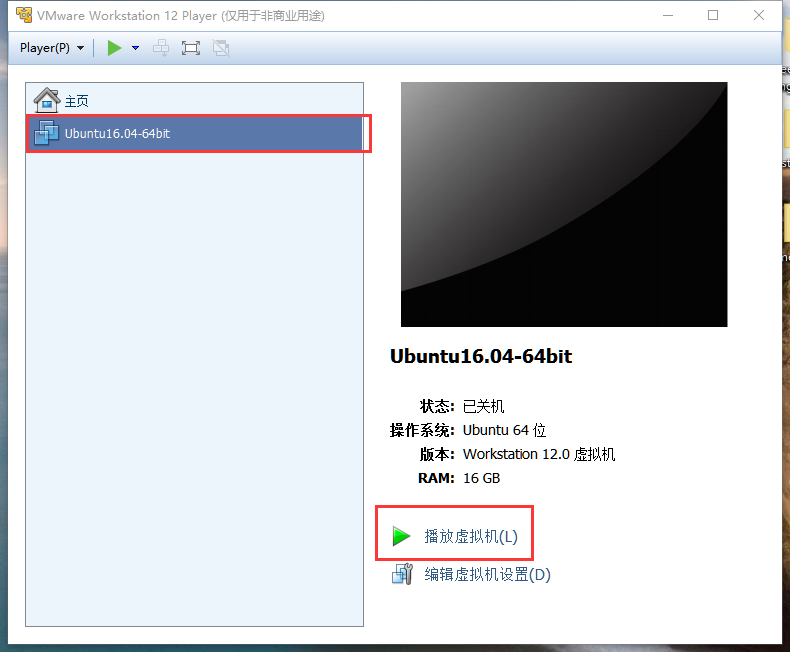 VMware Workstation 12 Player (仅用于非商业用途)
Player(P)
主页
Ubuntu16.04-64bit
Ubuntu16.04-64bit
状态: 已关机
操作系统: Ubuntu 64 位
版本: Workstation 12.0 虚拟机
RAM: 16 GB
播放虚拟机(L)
编辑虚拟机设置(D)